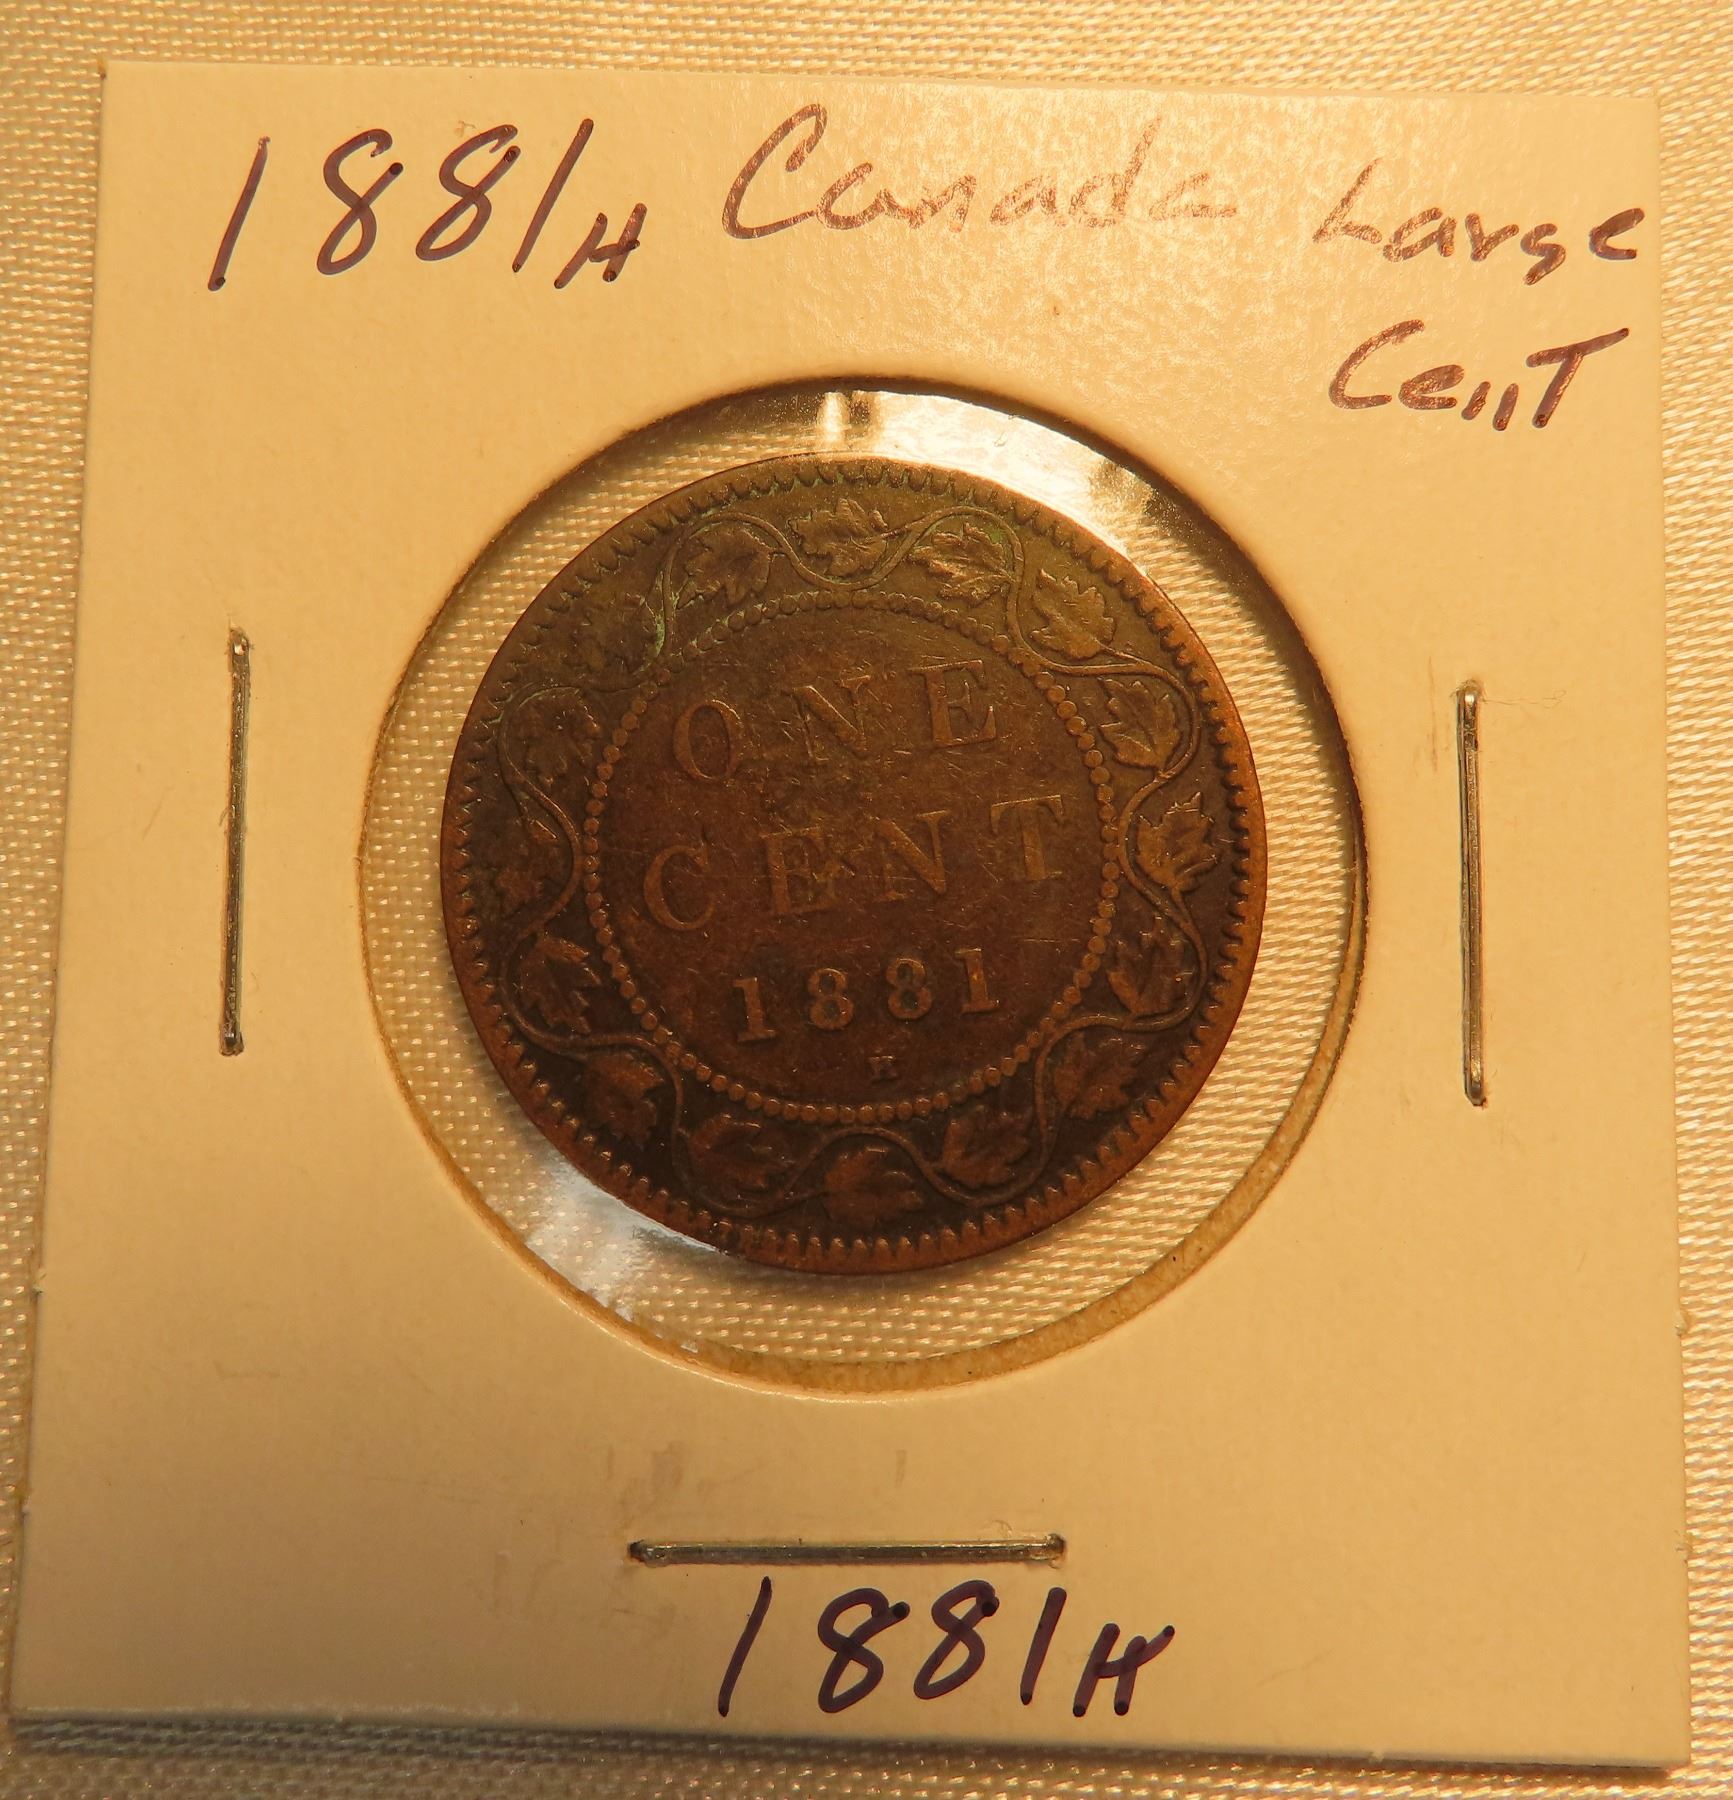 1881H Canada Large
Cent
ONE
CENT
1881
H
1881H